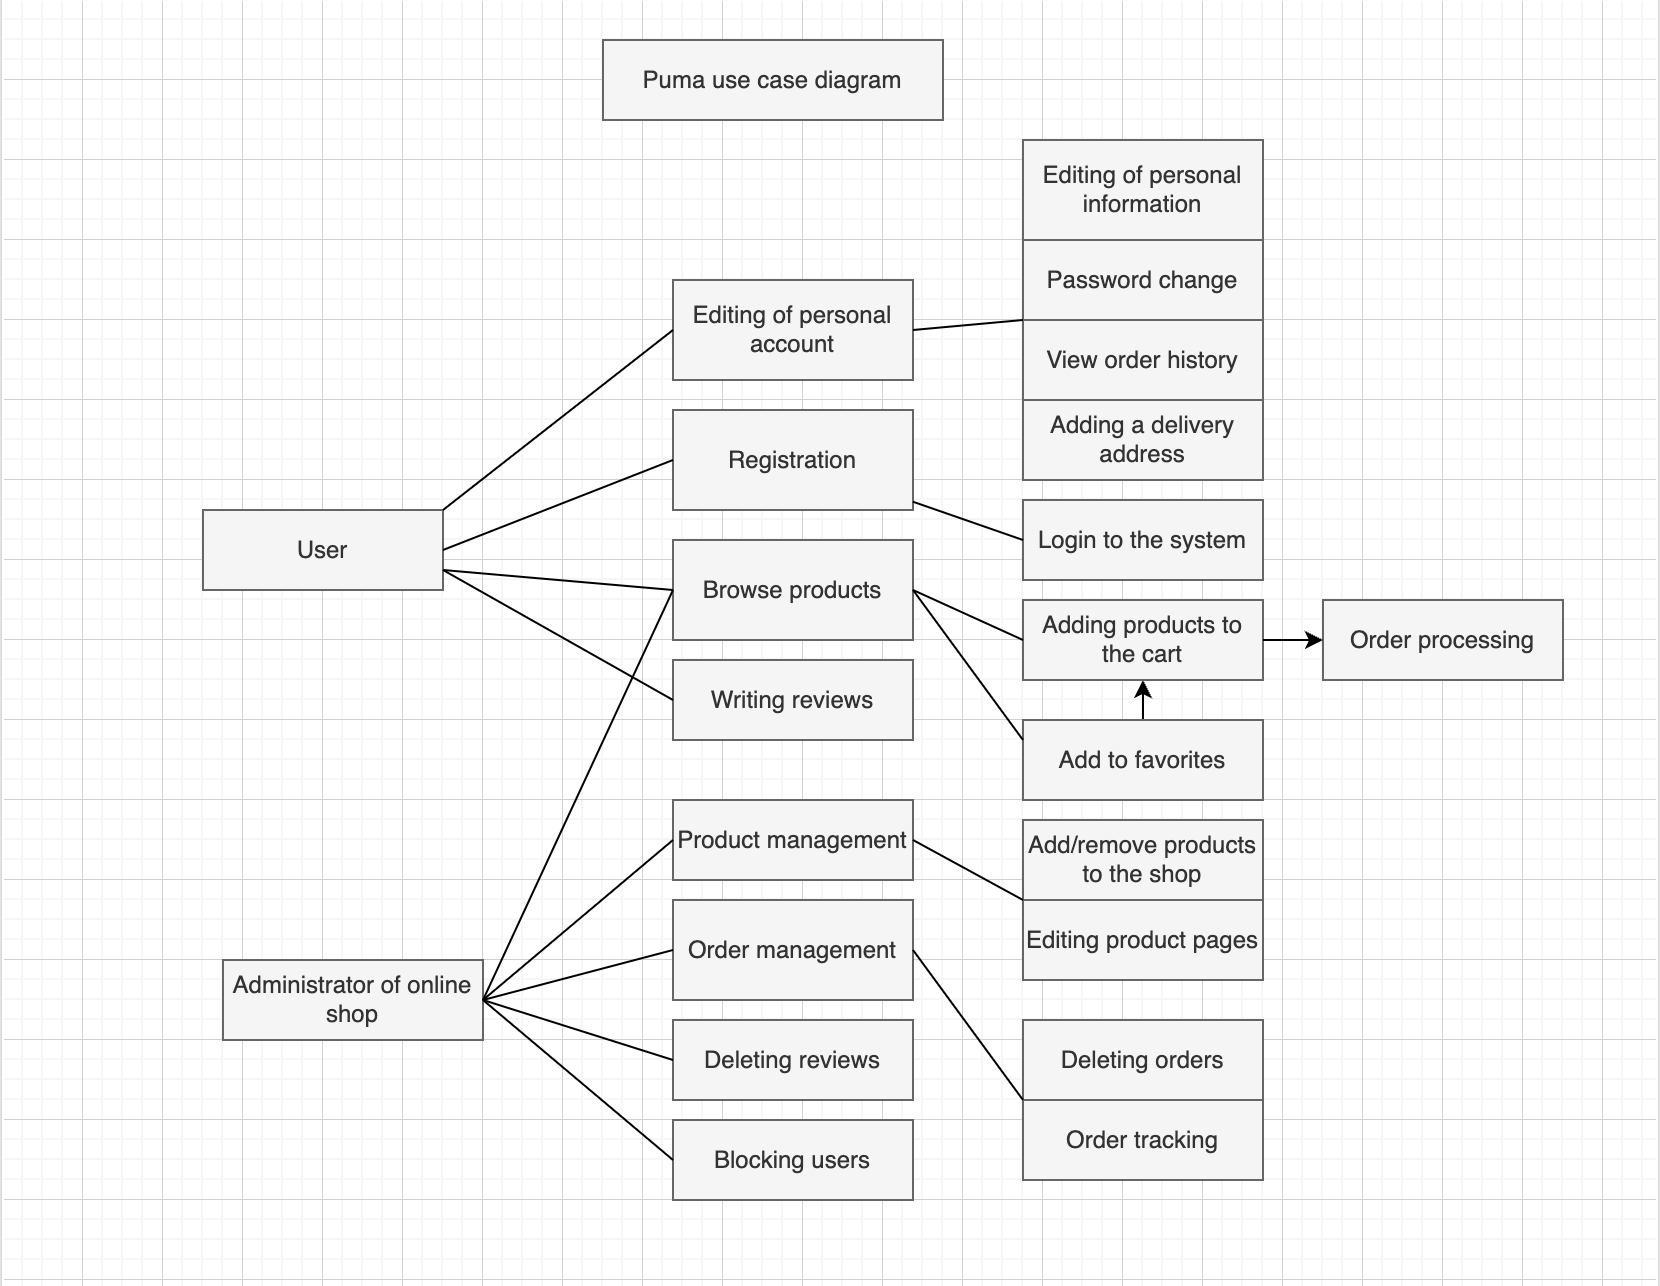 Puma use case diagram
Editing of personal
information
Password change
View order history
Adding a delivery
address
Editing of personal
account
Registration
Login to the system
User
Browse products
Adding products to
the cart
Order processing
Writing reviews
Add to favorites
Product management
Add/remove products
to the shop
Editing product pages
Order management
Administrator of online
shop
Deleting reviews
Deleting orders
Order tracking
Blocking users